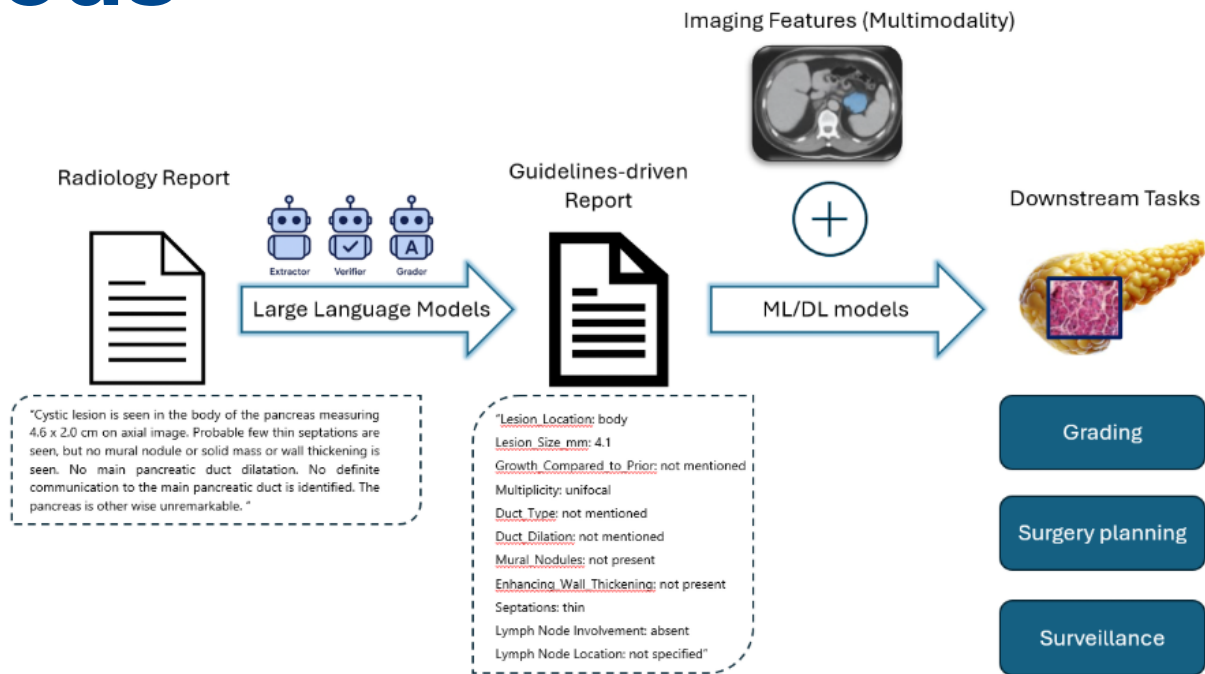 Imaging Features (Multimodality)
Radiology Report
Guidelines-driven
Report
Downstream Tasks
A
Extractor Verifier Grader
Large Language Models
ML/DL models
"Cystic lesion is seen in the body of the pancreas measuring
4.6 x 2.0 cm on axial image. Probable few thin septations are
seen, but no mural nodule or solid mass or wall thickening is
seen. No main pancreatic duct dilatation. No definite
communication to the main pancreatic duct is identified. The
pancreas is other wise unremarkable. "
"Lesion_Location: body
Lesion_Size_mm: 4.1
Growth_Compared_to_Prior: not mentioned
Multiplicity: unifocal
Duct_Type: not mentioned
Duct_Dilation: not mentioned
Mural_Nodules: not present
Enhancing_Wall_Thickening: not present
Septations: thin
Lymph Node Involvement: absent
Lymph Node Location: not specified"
Grading
Surgery planning
Surveillance